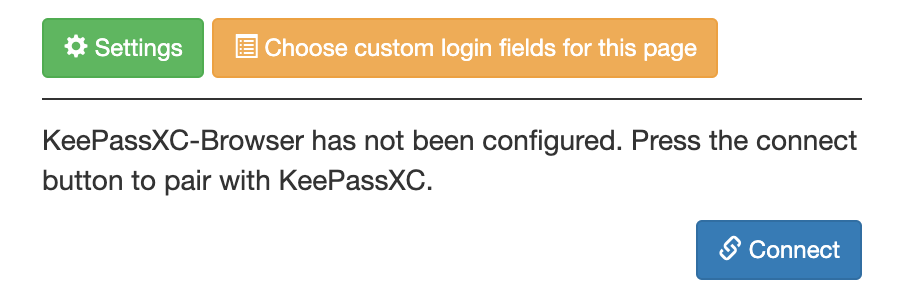 Settings
Choose custom login fields for this page
KeePassXC-Browser has not been configured. Press the connect
button to pair with KeePassXC.
Connect